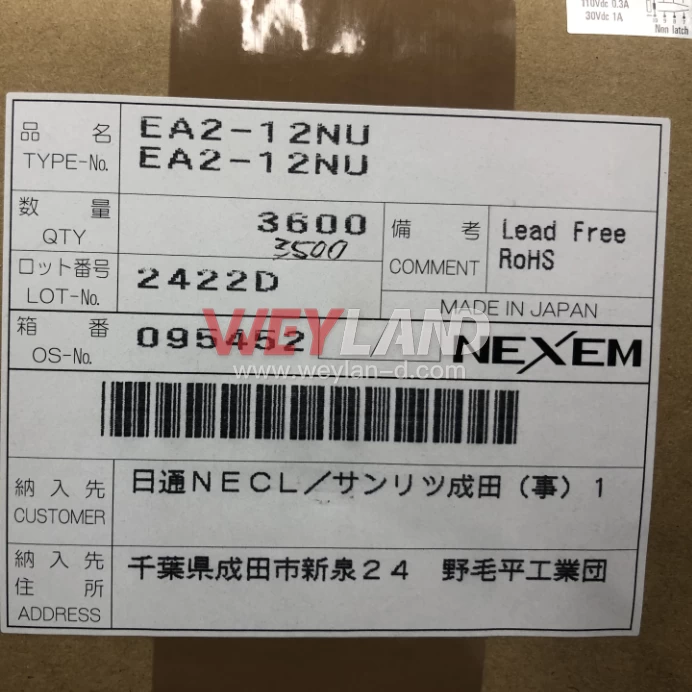 110Vdc 0.3A
30Vdc 1A
Non latch
品名 EA2-12NU
TYPE-No. EA2-12NU
数量 3600
QTY 3500
備考 Lead Free
COMMENT RoHS
ロット番号 2422D
LOT-No.
MADE IN JAPAN
箱番 095452
OS-No.
NEXEM
WEYLAND
www.weylan-d.com
納入先 日通NECL/サンリツ成田(事)1
CUSTOMER
納入先 千葉県成田市新泉24 野毛平工業団
住所
ADDRESS